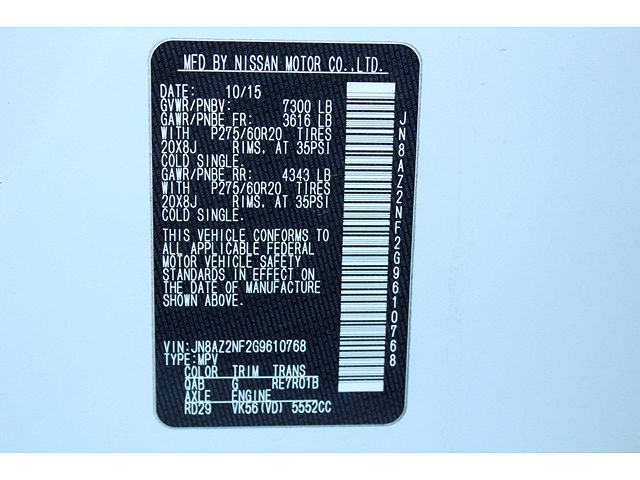 MFD BY NISSAN MOTOR CO.,LTD.
DATE: 10/15
GVWR/PNBV: 7300 LB
GAWR/PNBE FR: 3616 LB
WITH P275/60R20 TIRES
20X8J RIMS, AT 35PSI
COLD SINGLE.
GAWR/PNBE RR: 4343 LB
WITH P275/60R20 TIRES
20X8J RIMS, AT 35PSI
COLD SINGLE.
THIS VEHICLE CONFORMS TO
ALL APPLICABLE FEDERAL
MOTOR VEHICLE SAFETY
STANDARDS IN EFFECT ON
THE DATE OF MANUFACTURE
SHOWN ABOVE.
VIN:JN8AZ2NF2G9610768
TYPE:MPV
COLOR TRIM TRANS
QAB G RE7R01B
AXLE ENGINE
RD29 VK56(VD) 5552CC
JN8AZ2NF2G9610768